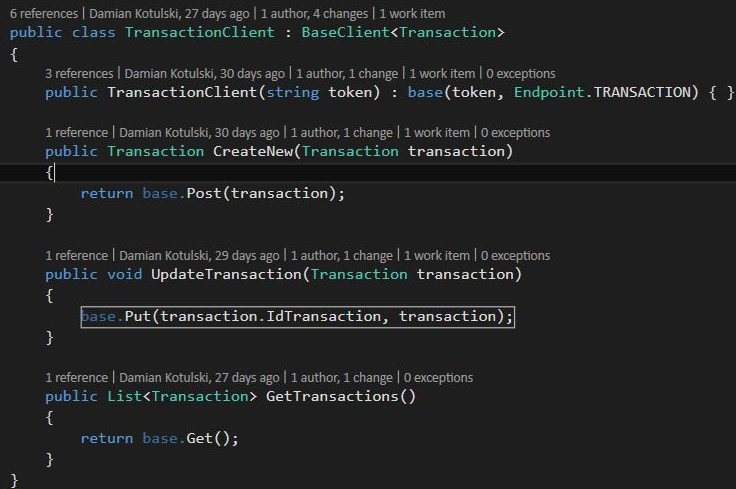 6 references | Damian Kotulski, 27 days ago | 1 author, 4 changes | 1 work item
public class TransactionClient : BaseClient<Transaction>
{
3 references | Damian Kotulski, 30 days ago | 1 author, 1 change | 1 work item | 0 exceptions
public TransactionClient(string token) : base(token, Endpoint.TRANSACTION) { }
1 reference | Damian Kotulski, 30 days ago | 1 author, 1 change | 1 work item | 0 exceptions
public Transaction CreateNew(Transaction transaction)
{
return base.Post(transaction);
}
1 reference | Damian Kotulski, 29 days ago | 1 author, 1 change | 1 work item | 0 exceptions
public void UpdateTransaction(Transaction transaction)
{
base.Put(transaction.IdTransaction, transaction);
}
1 reference | Damian Kotulski, 27 days ago | 1 author, 1 change | 0 exceptions
public List<Transaction> GetTransactions()
{
return base.Get();
}
}